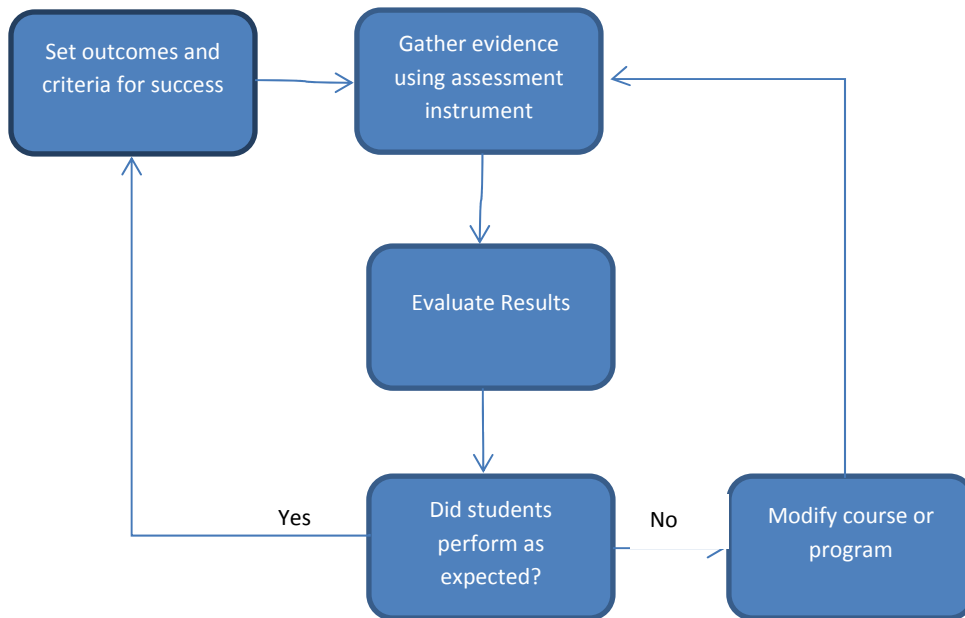 Set outcomes and
criteria for success
Gather evidence
using assessment
instrument
Evaluate Results
Yes
Did students
perform as
expected?
No
Modify course or
program